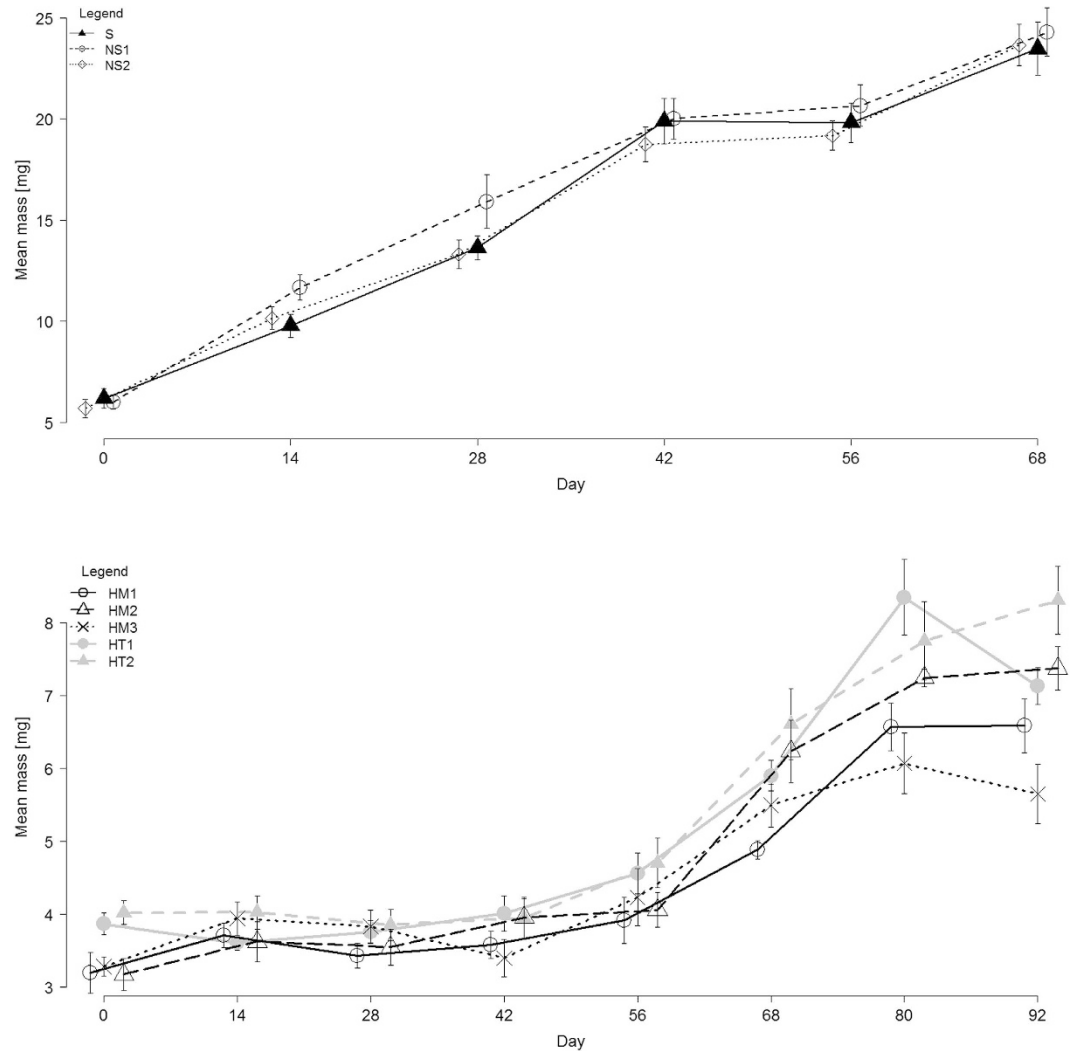 Legend
S
NS1
NS2
25
20
15
10
5
Mean mass [mg]
0 14 28 42 56 68
Day
Legend
HM1
HM2
HM3
HT1
HT2
8
7
6
5
4
3
Mean mass [mg]
0 14 28 42 56 68 80 92
Day